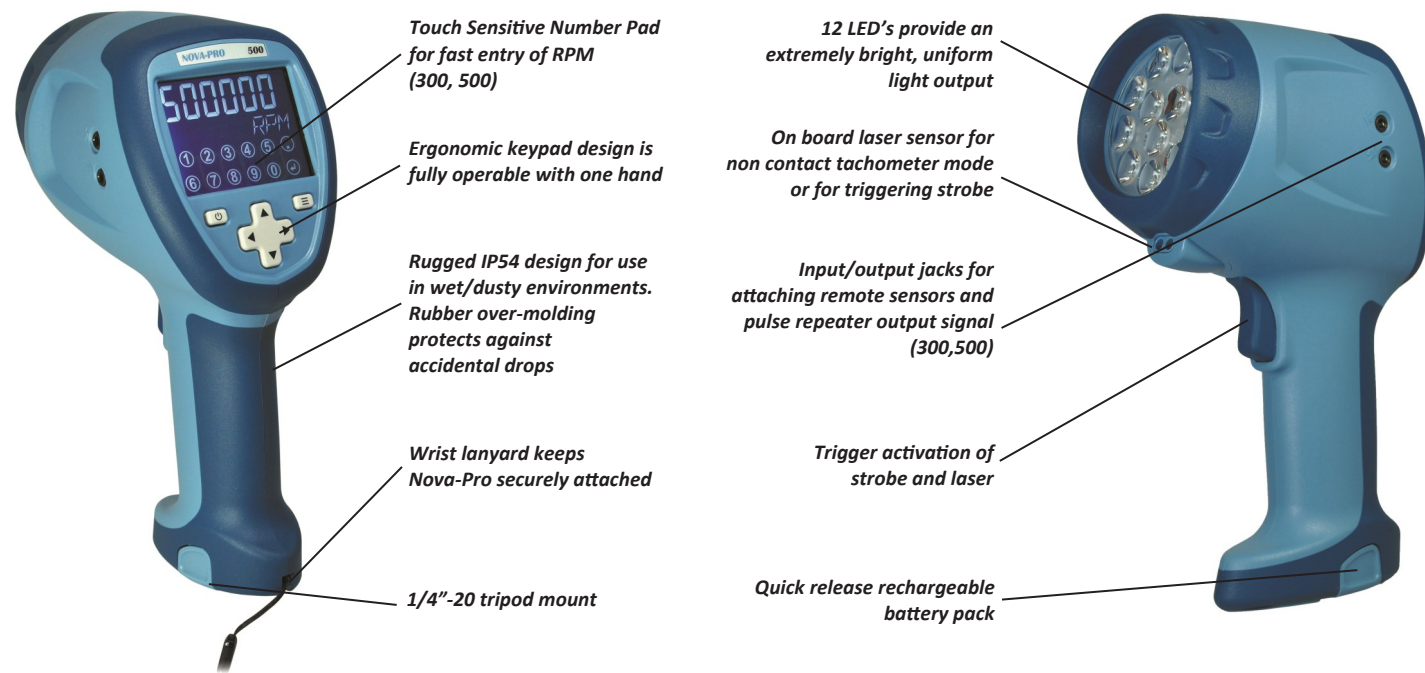 NOVA-PRO 500
500000
RPM
1 2 3 4 5
6 7 8 9 0
Touch Sensitive Number Pad
for fast entry of RPM
(300, 500)
Ergonomic keypad design is
fully operable with one hand
Rugged IP54 design for use
in wet/dusty environments.
Rubber over-molding
protects against
accidental drops
Wrist lanyard keeps
Nova-Pro securely attached
1/4”-20 tripod mount
12 LED’s provide an
extremely bright, uniform
light output
On board laser sensor for
non contact tachometer mode
or for triggering strobe
Input/output jacks for
attaching remote sensors and
pulse repeater output signal
(300,500)
Trigger activation of
strobe and laser
Quick release rechargeable
battery pack